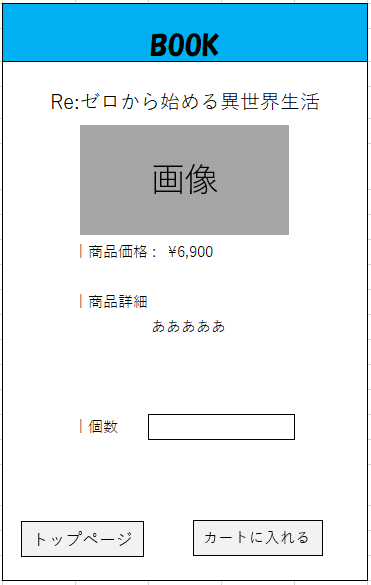 BOOK
Re:ゼロから始める異世界生活
画像
商品価格： ¥6,900
商品詳細
あああああ
個数
トップページ
カートに入れる